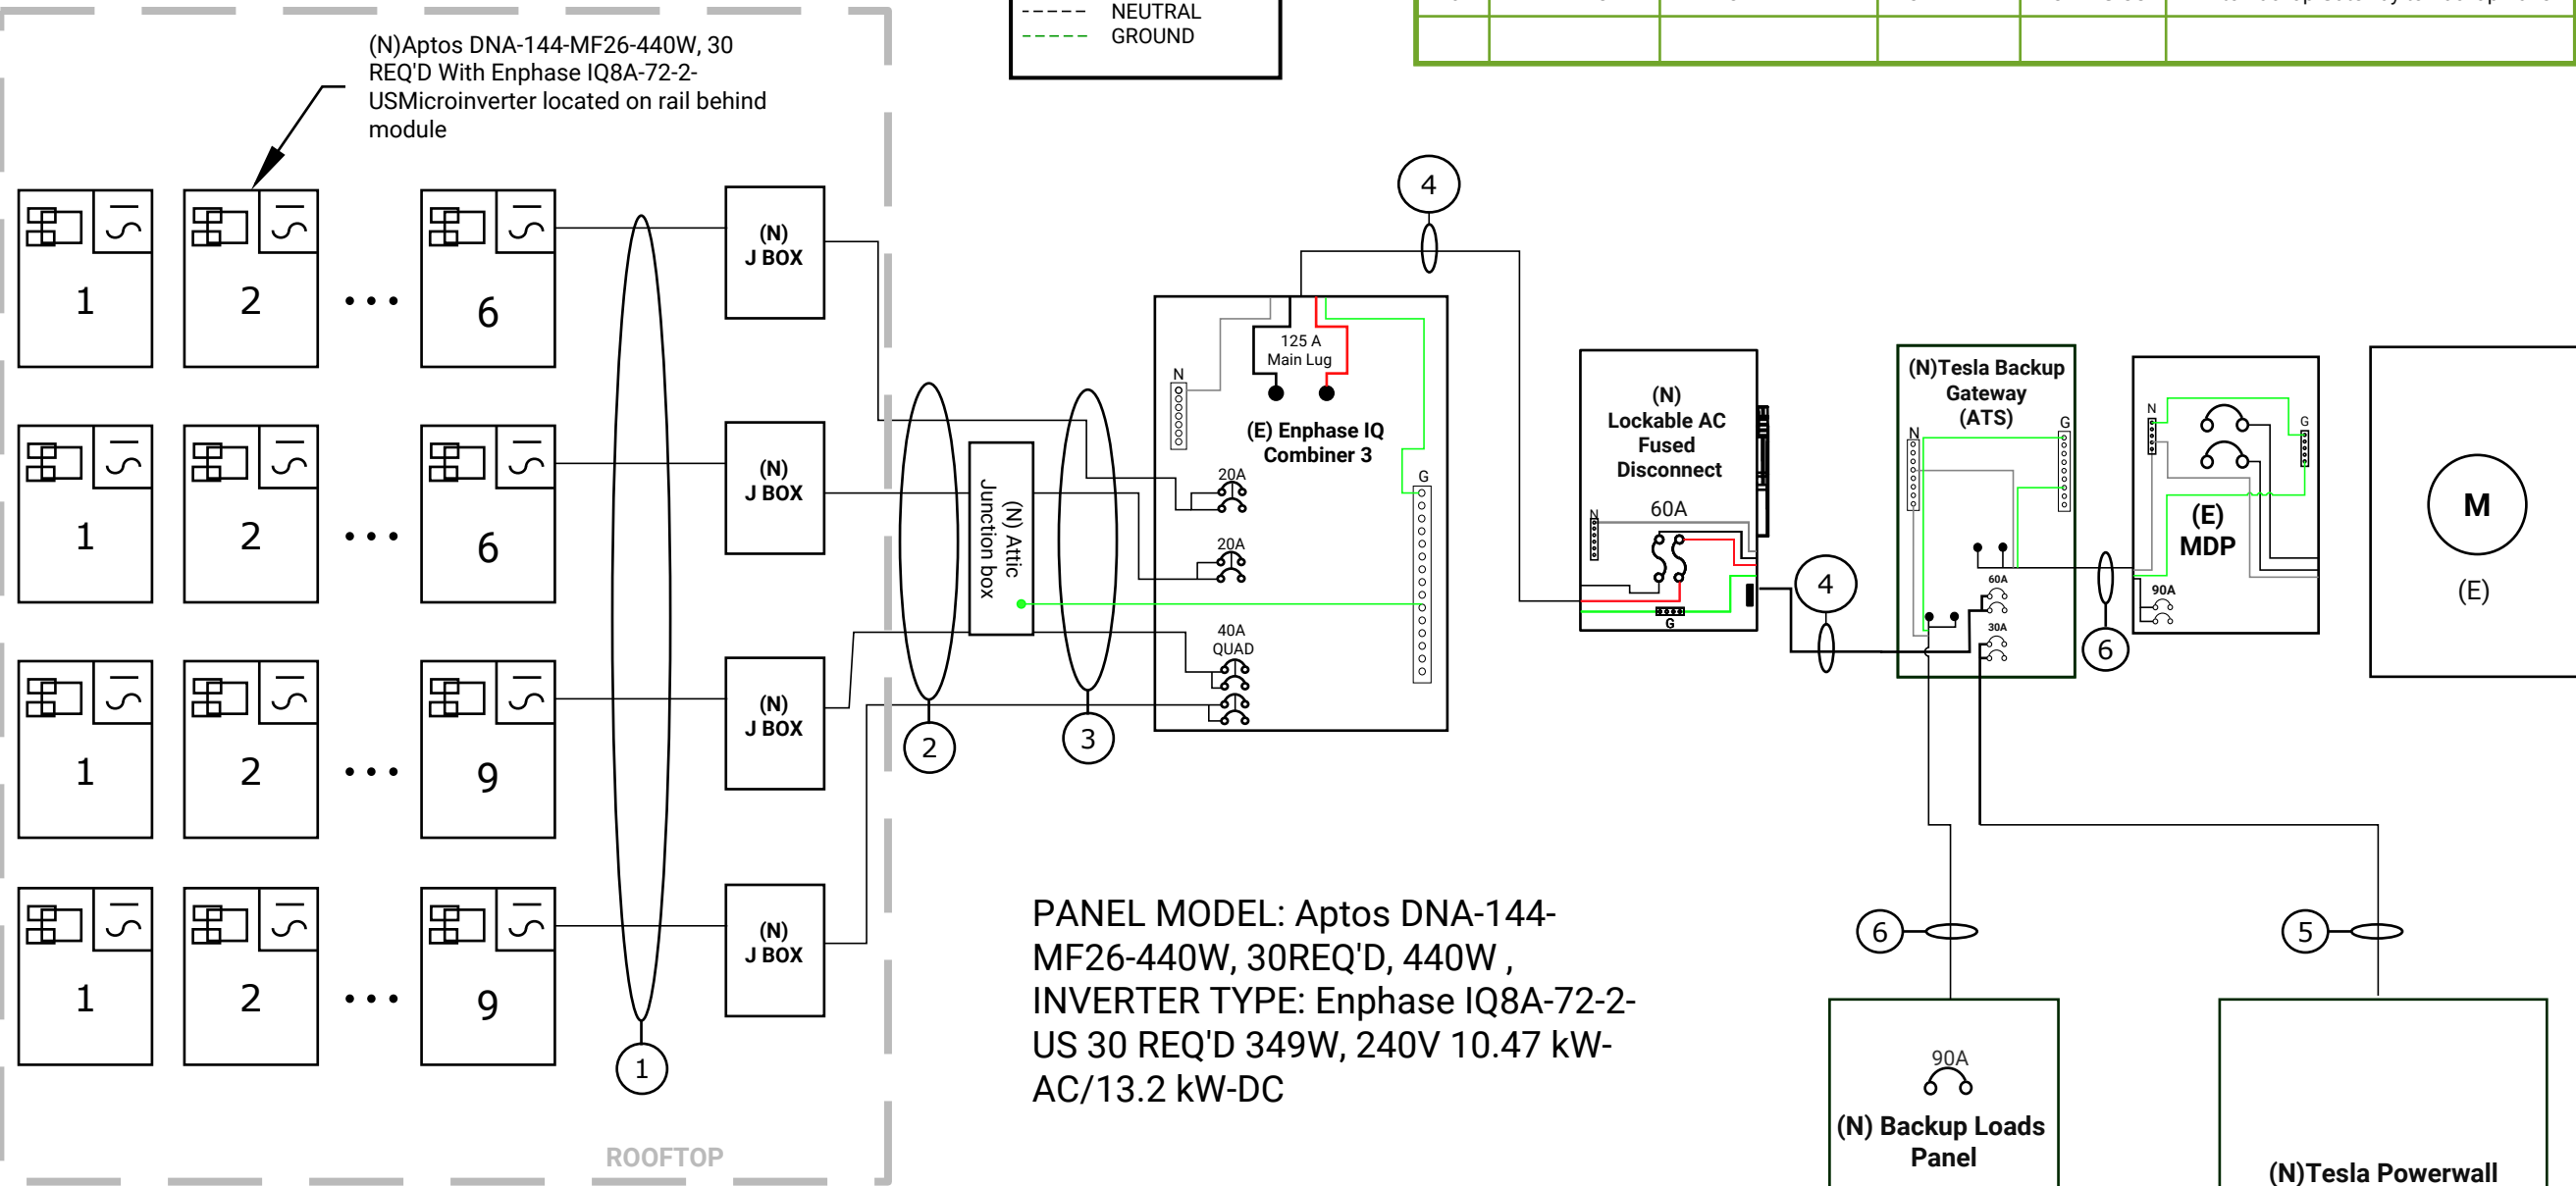 NEUTRAL
GROUND
(N)Aptos DNA-144-MF26-440W, 30
REQ'D With Enphase IQ8A-72-2-
USMicroinverter located on rail behind
module
1
2
6
(N)
J BOX
1
2
6
(N)
J BOX
1
2
9
(N)
J BOX
1
2
9
(N)
J BOX
1
ROOFTOP
2
3
(N) Attic
Junction box
4
125 A
Main Lug
N
(E) Enphase IQ
Combiner 3
20A
20A
G
40A
QUAD
(N)
Lockable AC
Fused
Disconnect
60A
N
G
4
(N)Tesla Backup
Gateway
(ATS)
N
G
60A
30A
6
N
G
(E)
MDP
90A
M
(E)
PANEL MODEL: Aptos DNA-144-
MF26-440W, 30REQ'D, 440W ,
INVERTER TYPE: Enphase IQ8A-72-2-
US 30 REQ'D 349W, 240V 10.47 kW-
AC/13.2 kW-DC
6
5
90A
(N) Backup Loads
Panel
(N)Tesla Powerwall